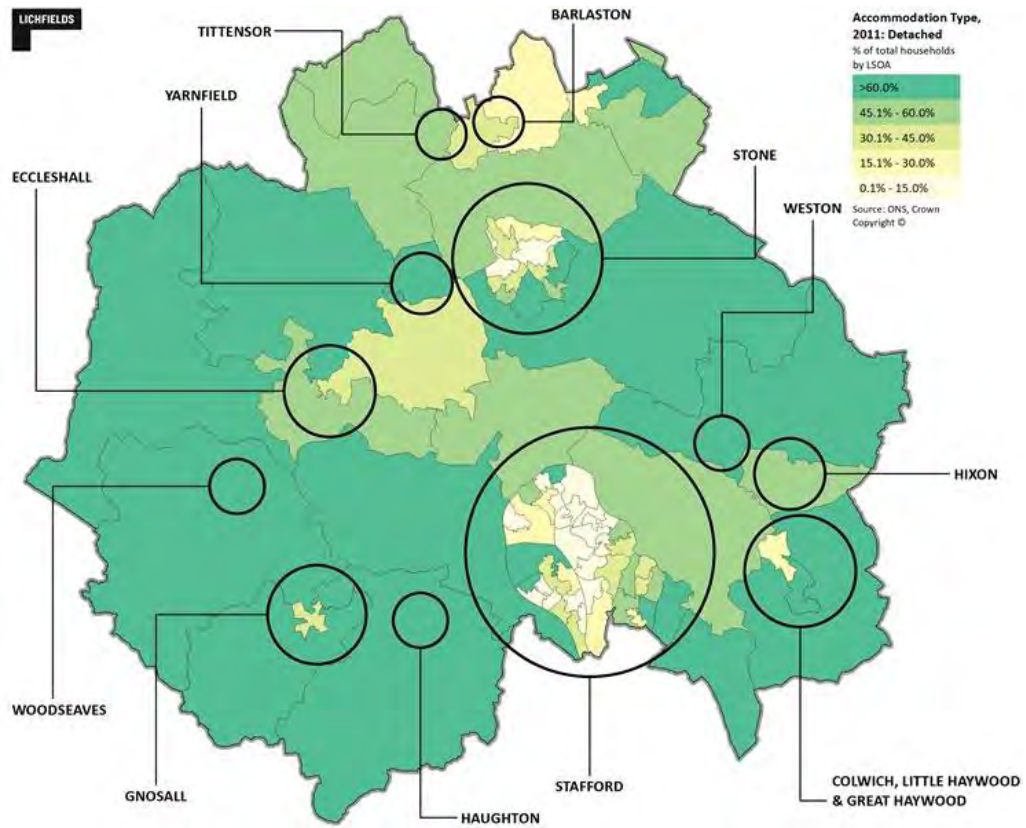 LICHFIELDS
BARLASTON
TITTENSOR
YARNFIELD
ECCLESHALL
STONE
WESTON
Accommodation Type,
2011: Detached
% of total households
by LSOA
>60.0%
45.1% - 60.0%
30.1% - 45.0%
15.1% - 30.0%
0.1% - 15.0%
Source: ONS, Crown
Copyright ©
HIXON
WOODSEAVES
GNOSALL
HAUGHTON
STAFFORD
COLWICH, LITTLE HAYWOOD
& GREAT HAYWOOD